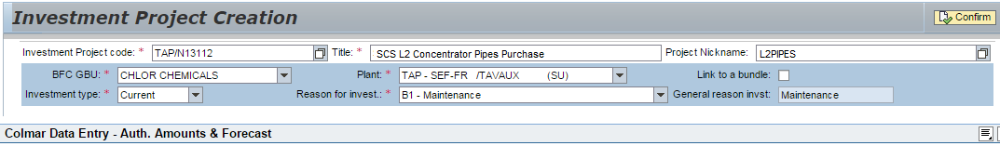 Investment Project Creation Confirm
Investment Project code: * TAP/N13112 Title: * SCS L2 Concentrator Pipes Purchase Project Nickname: L2PIPES
BFC GBU: * CHLOR CHEMICALS Plant: * TAP - SEF-FR /TAVAUX (SU) Link to a bundle:
Investment type: * Current Reason for invest.: * B1 - Maintenance General reason invst: Maintenance
Colmar Data Entry - Auth. Amounts & Forecast